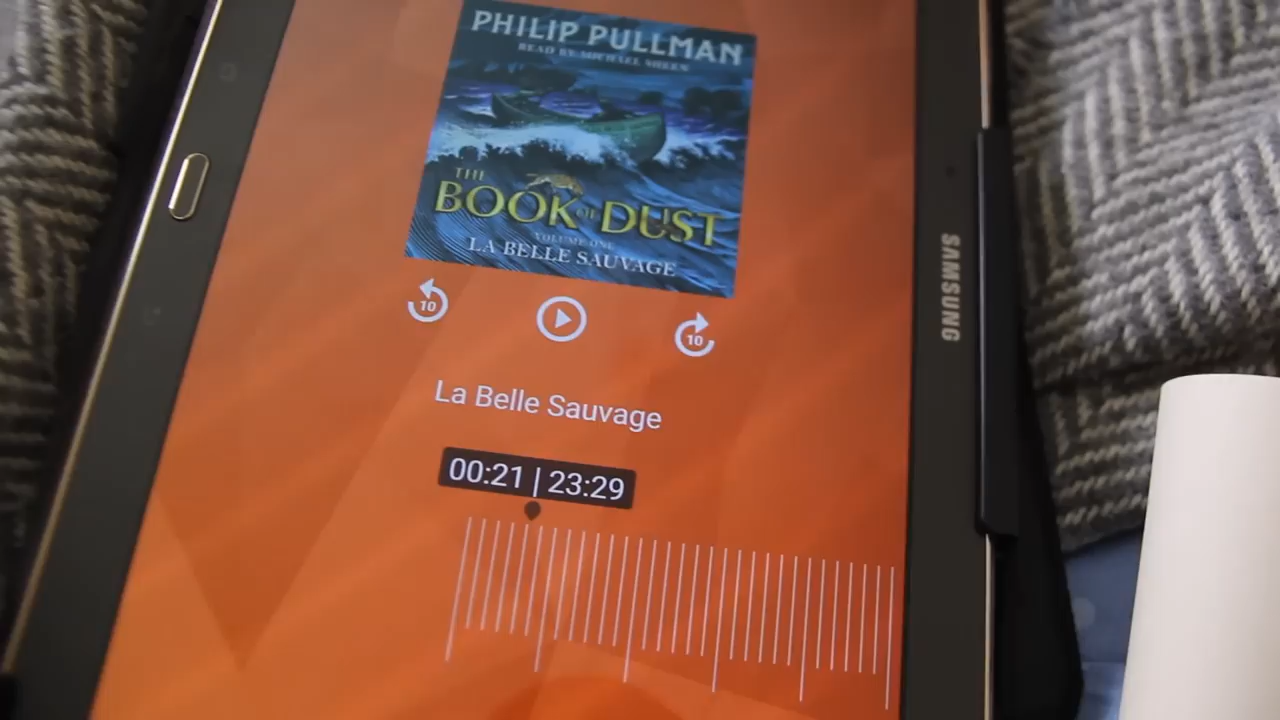 PHILIP PULLMAN
READ BY MICHAEL SHEEN
THE
BOOK OF DUST
VOLUME ONE
LA BELLE SAUVAGE
10
10
La Belle Sauvage
00:21 | 23:29
SAMSUNG